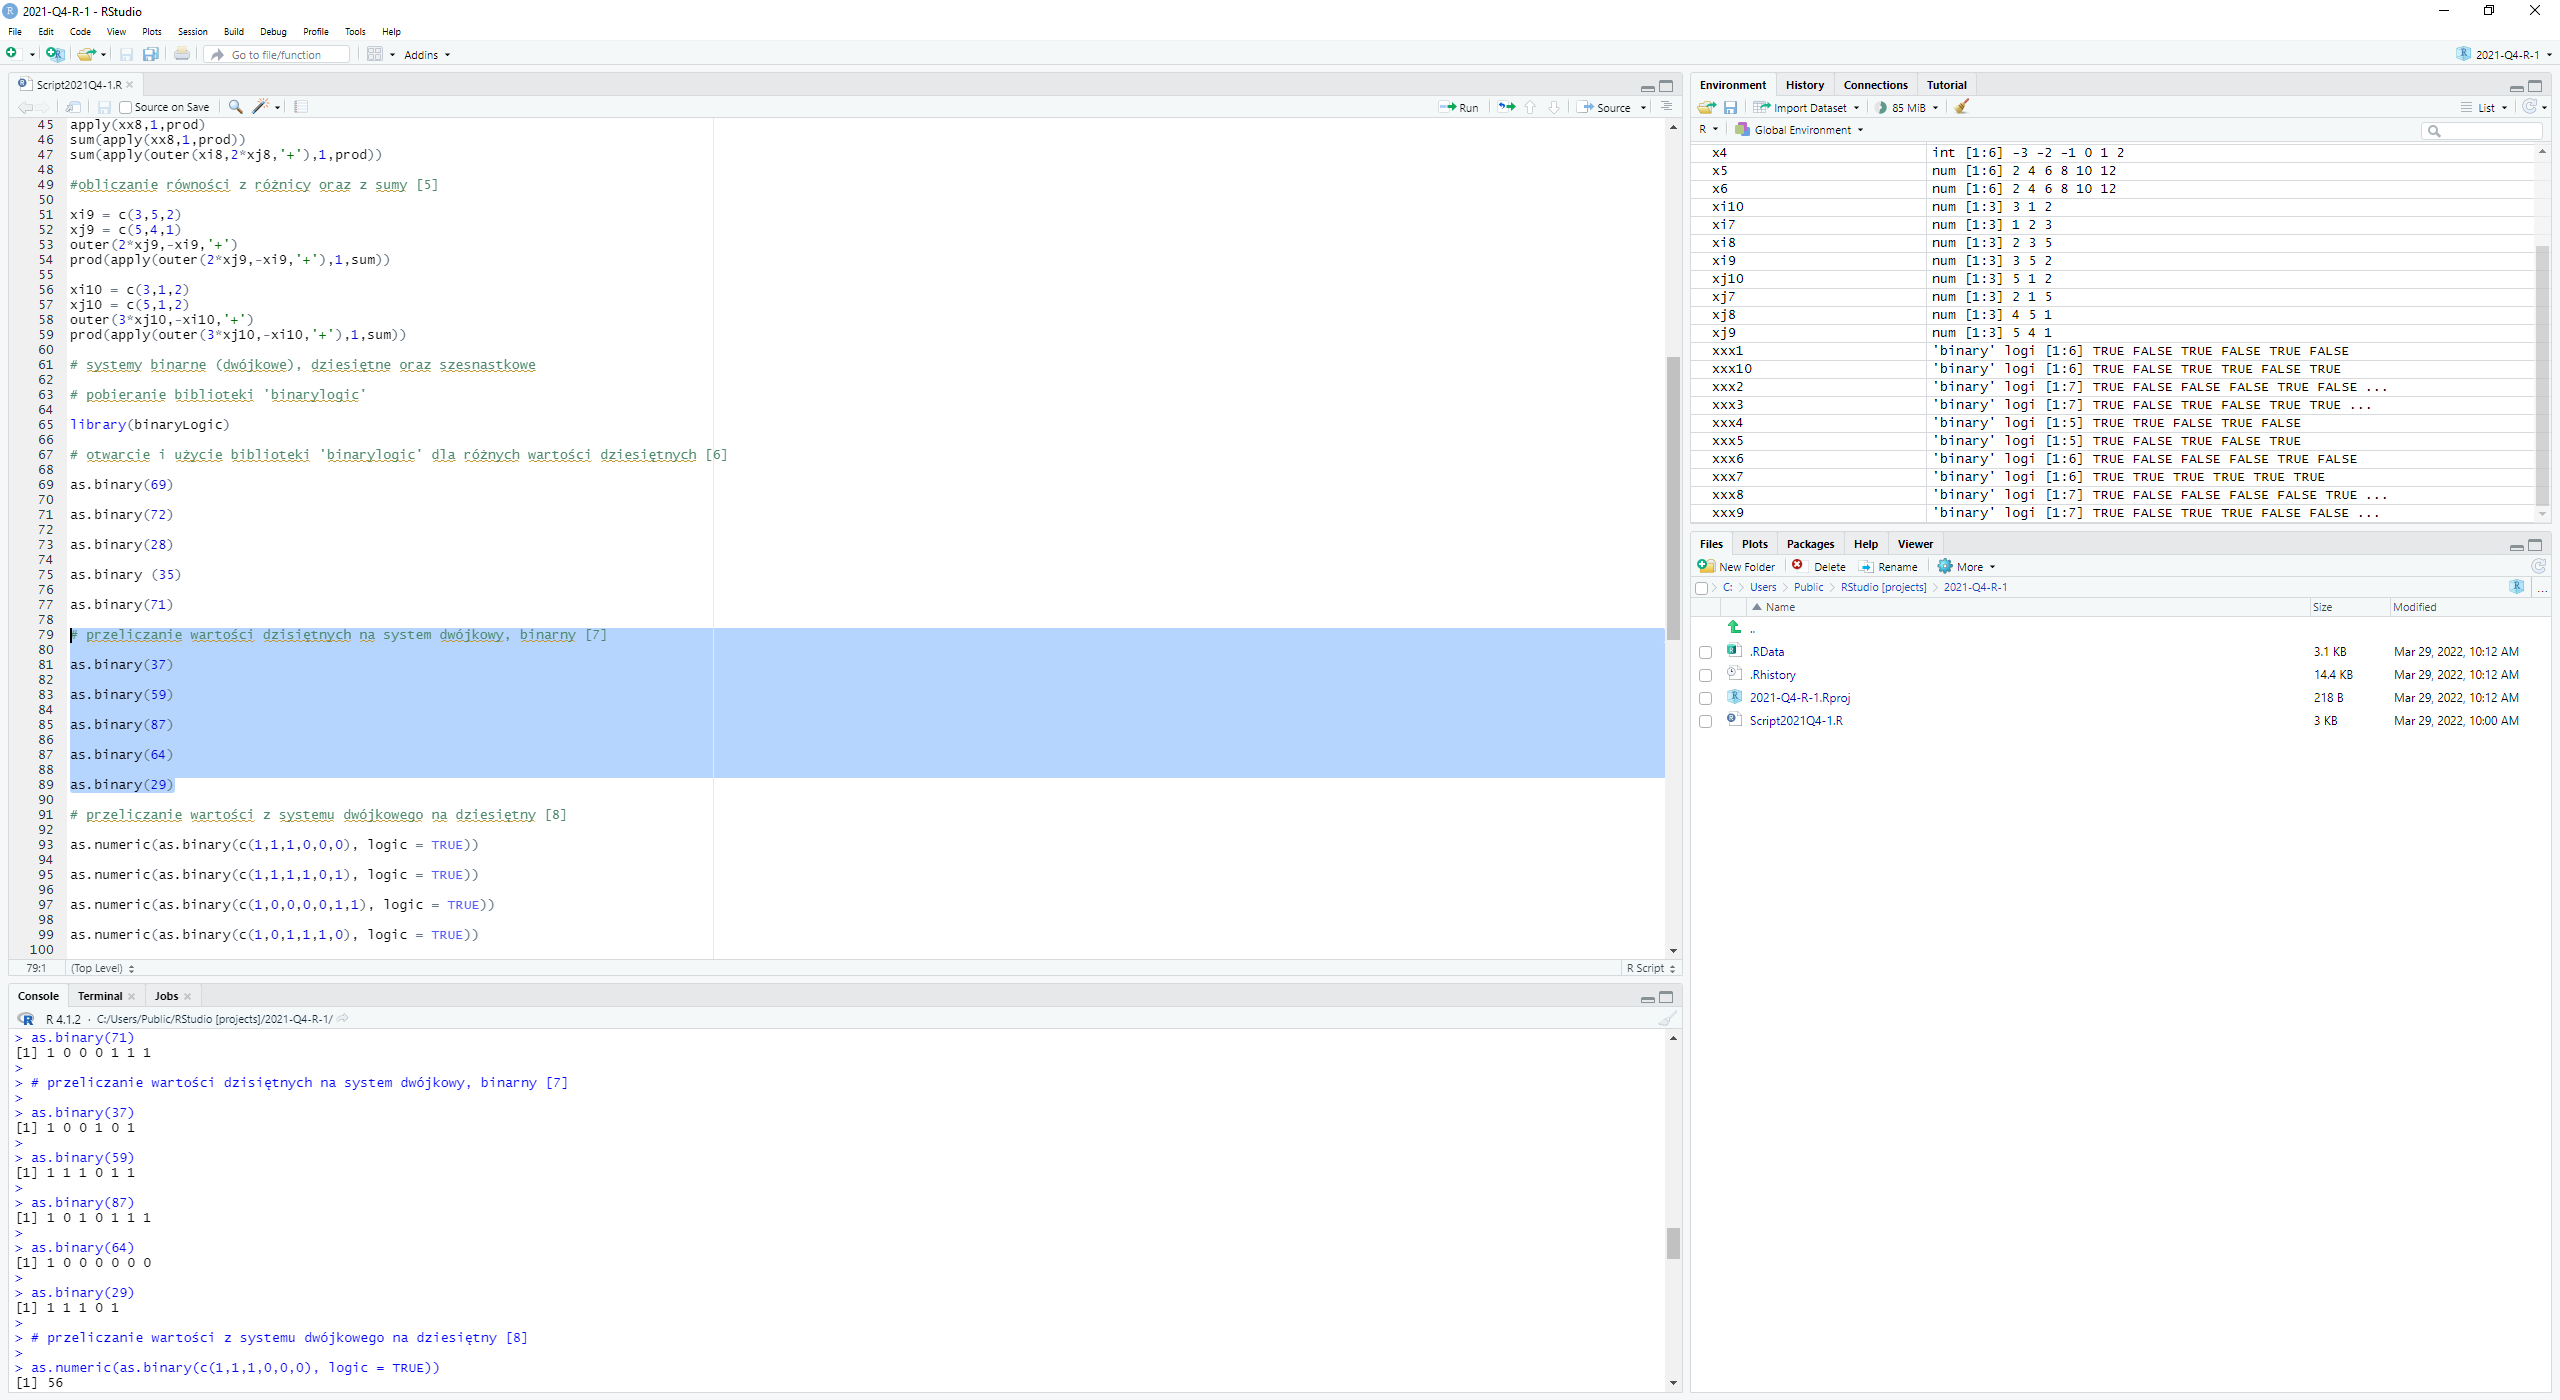 2021-Q4-R-1 - RStudio
File Edit Code View Plots Session Build Debug Profile Tools Help
Go to file/function Addins 2021-Q4-R-1
Script2021Q4-1.R
Source on Save Run Source
45 apply(xx8,1,prod)
46 sum(apply(xx8,1,prod))
47 sum(apply(outer(xi8,2*xj8,'+'),1,prod))
48
49 #obliczanie równości z różnicy oraz z sumy [5]
50
51 xi9 = c(3,5,2)
52 xj9 = c(5,4,1)
53 outer(2*xj9,-xi9,'+')
54 prod(apply(outer(2*xj9,-xi9,'+'),1,sum))
55
56 xi10 = c(3,1,2)
57 xj10 = c(5,1,2)
58 outer(3*xj10,-xi10,'+')
59 prod(apply(outer(3*xj10,-xi10,'+'),1,sum))
60
61 # systemy binarne (dwójkowe), dziesiętne oraz szesnastkowe
62
63 # pobieranie biblioteki 'binarylogic'
64
65 library(binaryLogic)
66
67 # otwarcie i użycie biblioteki 'binarylogic' dla różnych wartości dziesiętnych [6]
68
69 as.binary(69)
70
71 as.binary(72)
72
73 as.binary(28)
74
75 as.binary (35)
76
77 as.binary(71)
78
79 # przeliczanie wartości dzisiętnych na system dwójkowy, binarny [7]
80
81 as.binary(37)
82
83 as.binary(59)
84
85 as.binary(87)
86
87 as.binary(64)
88
89 as.binary(29)
90
91 # przeliczanie wartości z systemu dwójkowego na dziesiętny [8]
92
93 as.numeric(as.binary(c(1,1,1,0,0,0), logic = TRUE))
94
95 as.numeric(as.binary(c(1,1,1,1,0,1), logic = TRUE))
96
97 as.numeric(as.binary(c(1,0,0,0,0,1,1), logic = TRUE))
98
99 as.numeric(as.binary(c(1,0,1,1,1,0), logic = TRUE))
100
79:1 (Top Level) R Script
Console Terminal Jobs
R 4.1.2 · C:/Users/Public/RStudio [projects]/2021-Q4-R-1/
> as.binary(71)
[1] 1 0 0 0 1 1 1
>
> # przeliczanie wartości dzisiętnych na system dwójkowy, binarny [7]
>
> as.binary(37)
[1] 1 0 0 1 0 1
>
> as.binary(59)
[1] 1 1 1 0 1 1
>
> as.binary(87)
[1] 1 0 1 0 1 1 1
>
> as.binary(64)
[1] 1 0 0 0 0 0 0
>
> as.binary(29)
[1] 1 1 1 0 1
>
> # przeliczanie wartości z systemu dwójkowego na dziesiętny [8]
>
> as.numeric(as.binary(c(1,1,1,0,0,0), logic = TRUE))
[1] 56
Environment History Connections Tutorial
Import Dataset 85 MiB List
R Global Environment
x4 int [1:6] -3 -2 -1 0 1 2
x5 num [1:6] 2 4 6 8 10 12
x6 num [1:6] 2 4 6 8 10 12
xi10 num [1:3] 3 1 2
xi7 num [1:3] 1 2 3
xi8 num [1:3] 2 3 5
xi9 num [1:3] 3 5 2
xj10 num [1:3] 5 1 2
xj7 num [1:3] 2 1 5
xj8 num [1:3] 4 5 1
xj9 num [1:3] 5 4 1
xxx1 'binary' logi [1:6] TRUE FALSE TRUE FALSE TRUE FALSE
xxx10 'binary' logi [1:6] TRUE FALSE TRUE TRUE FALSE TRUE
xxx2 'binary' logi [1:7] TRUE FALSE FALSE FALSE TRUE FALSE ...
xxx3 'binary' logi [1:7] TRUE FALSE TRUE FALSE TRUE TRUE ...
xxx4 'binary' logi [1:5] TRUE TRUE FALSE TRUE FALSE
xxx5 'binary' logi [1:5] TRUE FALSE TRUE FALSE TRUE
xxx6 'binary' logi [1:6] TRUE FALSE FALSE FALSE TRUE FALSE
xxx7 'binary' logi [1:6] TRUE TRUE TRUE TRUE TRUE TRUE
xxx8 'binary' logi [1:7] TRUE FALSE FALSE FALSE FALSE TRUE ...
xxx9 'binary' logi [1:7] TRUE FALSE TRUE TRUE FALSE FALSE ...
Files Plots Packages Help Viewer
New Folder Delete Rename More
C: > Users > Public > RStudio [projects] > 2021-Q4-R-1 ...
Name Size Modified
..
.RData 3.1 KB Mar 29, 2022, 10:12 AM
.Rhistory 14.4 KB Mar 29, 2022, 10:12 AM
2021-Q4-R-1.Rproj 218 B Mar 29, 2022, 10:12 AM
Script2021Q4-1.R 3 KB Mar 29, 2022, 10:00 AM